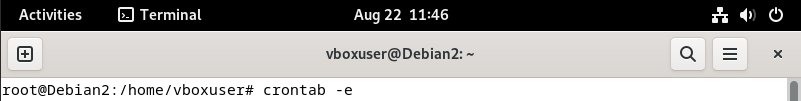 Activities Terminal Aug 22 11:46
vboxuser@Debian2: ~
root@Debian2:/home/vboxuser# crontab -e